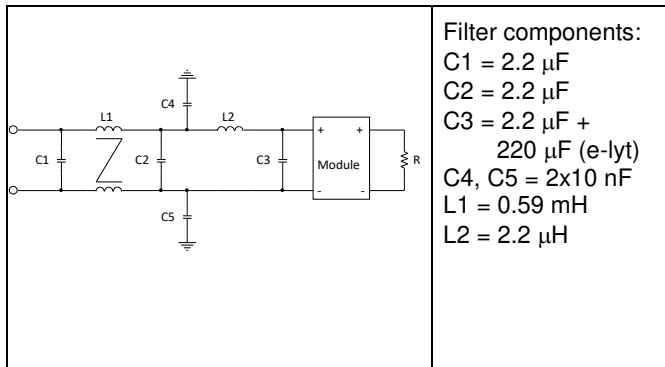 L1
L2
C4
C1
C2
C3
C5
+
+
Module
-
-
R
Filter components:
C1 = 2.2 μF
C2 = 2.2 μF
C3 = 2.2 μF +
220 μF (e-lyt)
C4, C5 = 2x10 nF
L1 = 0.59 mH
L2 = 2.2 μH